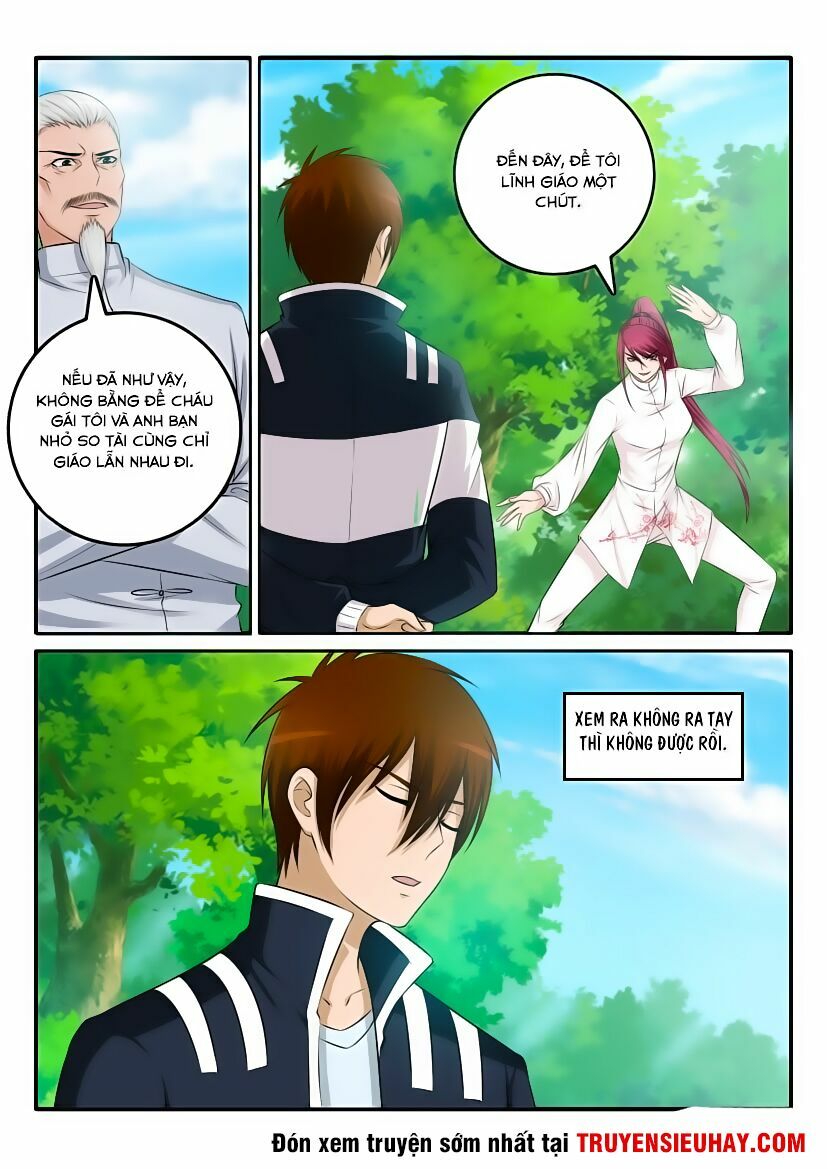 NẾU ĐÃ NHƯ VẬY,
KHÔNG BẰNG ĐỂ CHÁU
GÁI TÔI VÀ ANH BẠN
NHỎ SO TÀI CÙNG CHỈ
GIÁO LẪN NHAU ĐI.
ĐẾN ĐÂY, ĐỂ TÔI
LĨNH GIÁO MỘT
CHÚT.
XEM RA KHÔNG RA TAY
THÌ KHÔNG ĐƯỢC RỒI.
Đón xem truyện sớm nhất tại TRUYENSIEUHAY.COM